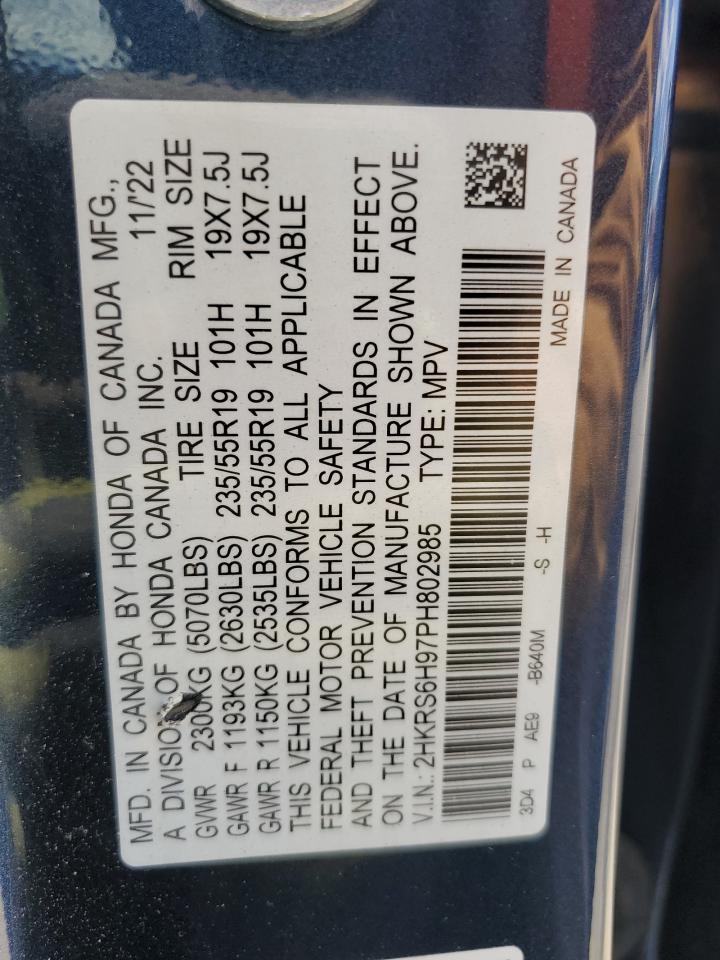 MFD. IN CANADA BY HONDA OF CANADA MFG.,
A DIVISION OF HONDA CANADA INC. 11/'22
GVWR 2300KG (5070LBS) TIRE SIZE RIM SIZE
GAWR F 1193KG (2630LBS) 235/55R19 101H 19X7.5J
GAWR R 1150KG (2535LBS) 235/55R19 101H 19X7.5J
THIS VEHICLE CONFORMS TO ALL APPLICABLE
FEDERAL MOTOR VEHICLE SAFETY
AND THEFT PREVENTION STANDARDS IN EFFECT
ON THE DATE OF MANUFACTURE SHOWN ABOVE.
V.I.N.: 2HKRS6H97PH802985 TYPE: MPV
3D4 P AE9 -B640M -S -H
MADE IN CANADA